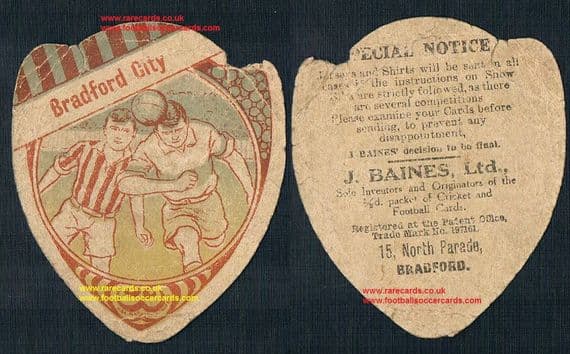 www.rarecards.co.uk
www.footballsoccercards.com
Bradford City
www.rarecards.co.uk
www.footballsoccercards.com
PECIAL NOTICE
and Shirts will be sent in all
the instructions on
are strictly followed, as there
are several competitions
Please examine your Cards before
sending, to prevent any
disappointment,
J. BAINES' decision to be final.
J. BAINES, Ltd.,
Sole Inventors and Originators of the
½d. packet of Cricket and
Football Cards.
Registered at the Patent Office,
Trade Mark No. 197161.
15, North Parade,
BRADFORD.
www.rarecards.co.uk
www.footballsoccercards.com